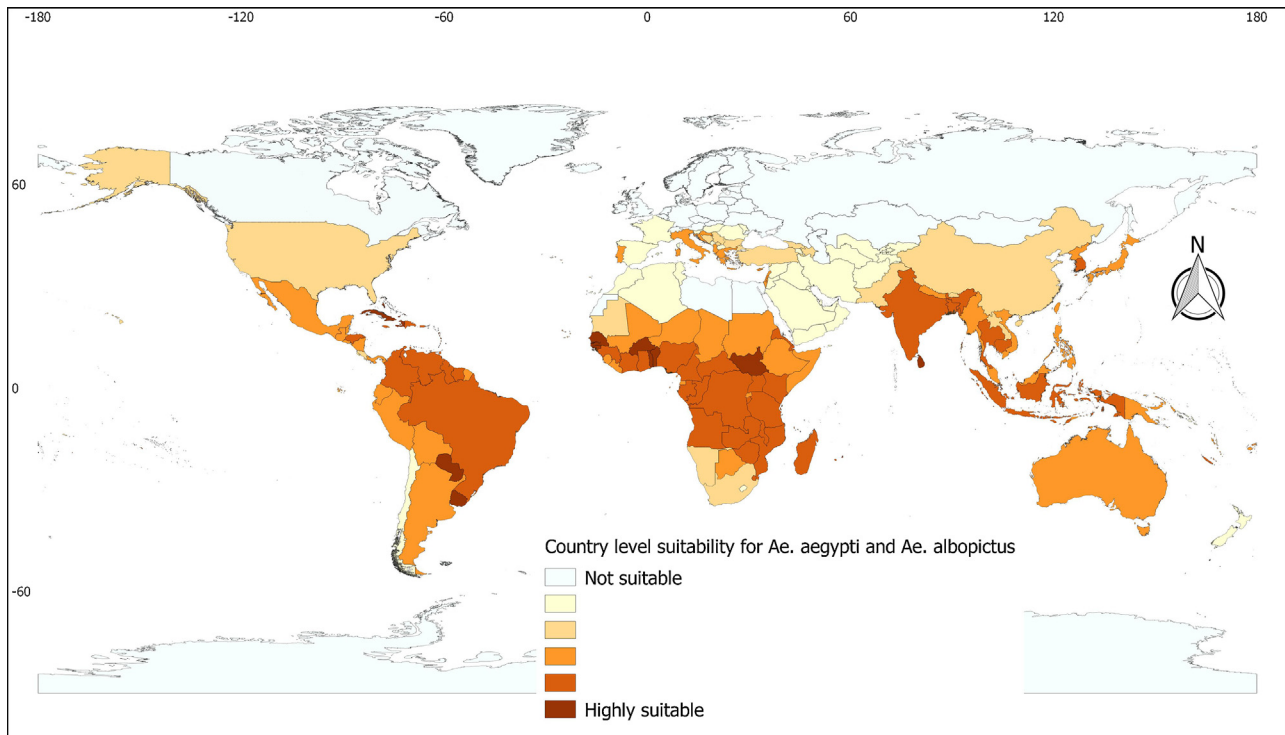 -180 -120 -60 0 60 120 180
N
60
0
-60
Country level suitability for Ae. aegypti and Ae. albopictus
Not suitable
Highly suitable